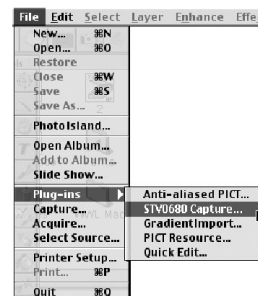 File Edit Select Layer Enhance Effe
New... ⌘N
Open... ⌘O
Restore
Close ⌘W
Save ⌘S
Save As...
PhotoIsland...
Open Album...
Add to Album...
Slide Show...
Plug-ins
Capture...
Acquire...
Select Source...
Printer Setup...
Print... ⌘P
Quit ⌘Q
Anti-aliased PICT...
STV0680 Capture...
GradientImport...
PICT Resource...
Quick Edit...